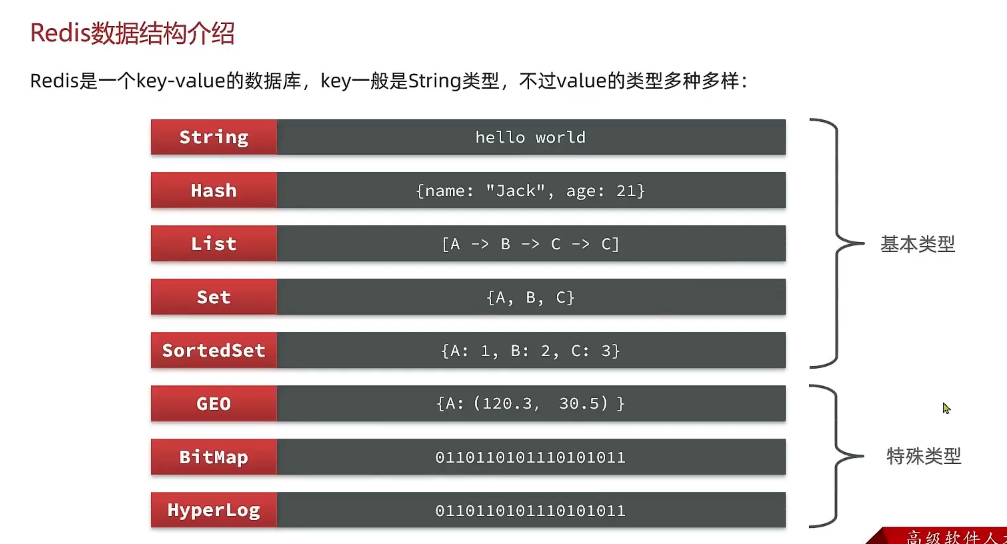 Redis数据结构介绍
Redis是一个key-value的数据库，key一般是String类型，不过value的类型多种多样：
String hello world
Hash {name: "Jack", age: 21}
List [A -> B -> C -> C]
Set {A, B, C}
SortedSet {A: 1, B: 2, C: 3}
基本类型
GEO {A:（120.3， 30.5）}
BitMap 0110110101110101011
HyperLog 0110110101110101011
特殊类型
高级软件人